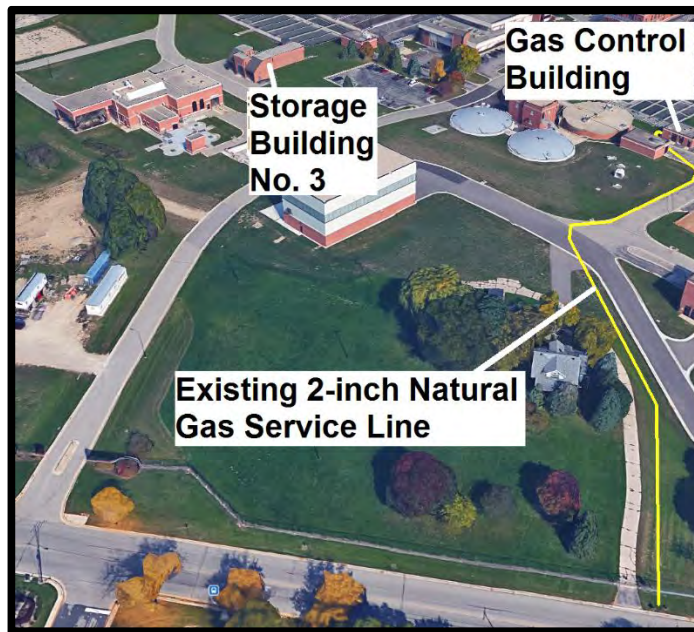 Gas Control
Building
Storage
Building
No. 3
Existing 2-inch Natural
Gas Service Line